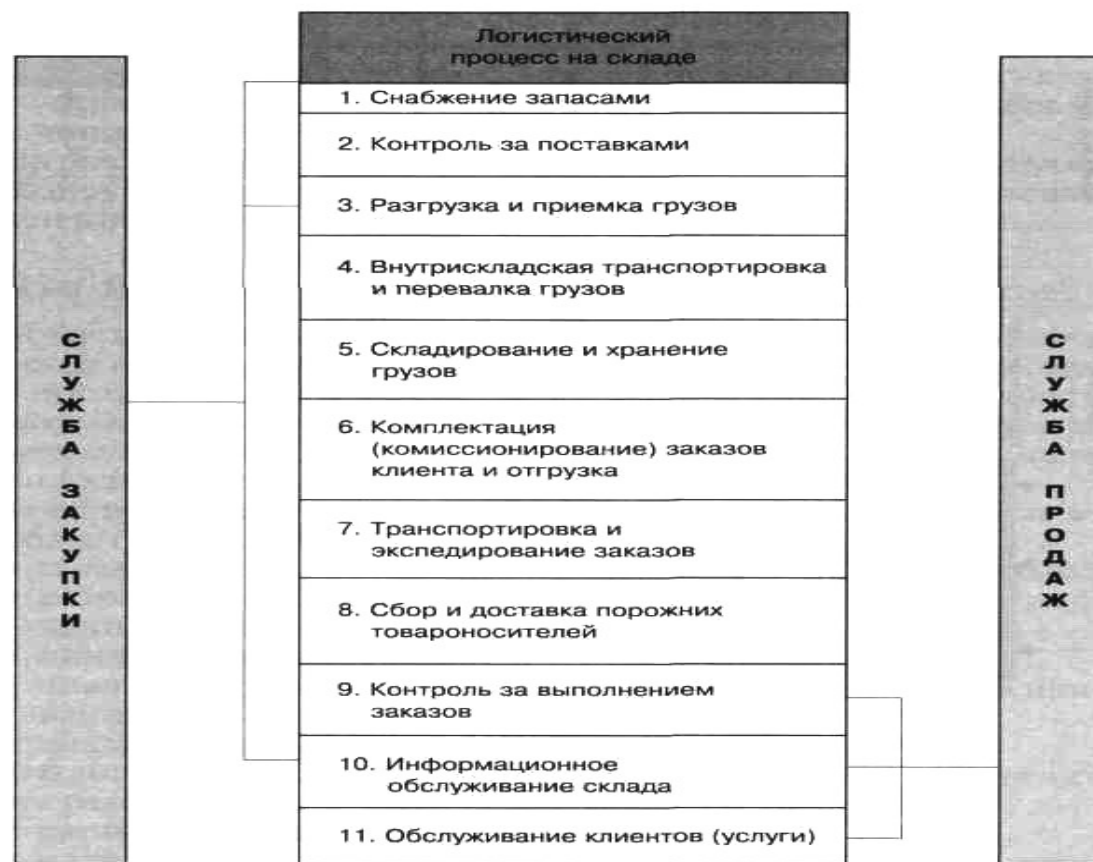 Логистический
процесс на складе
1. Снабжение запасами
2. Контроль за поставками
3. Разгрузка и приемка грузов
4. Внутрискладская транспортировка
и перевалка грузов
5. Складирование и хранение
грузов
6. Комплектация
(комиссионирование) заказов
клиента и отгрузка
7. Транспортировка и
экспедирование заказов
8. Сбор и доставка порожних
товароносителей
9. Контроль за выполнением
заказов
10. Информационное
обслуживание склада
11. Обслуживание клиентов (услуги)
СЛУЖБА ЗАКУПКИ
СЛУЖБА ПРОДАЖ